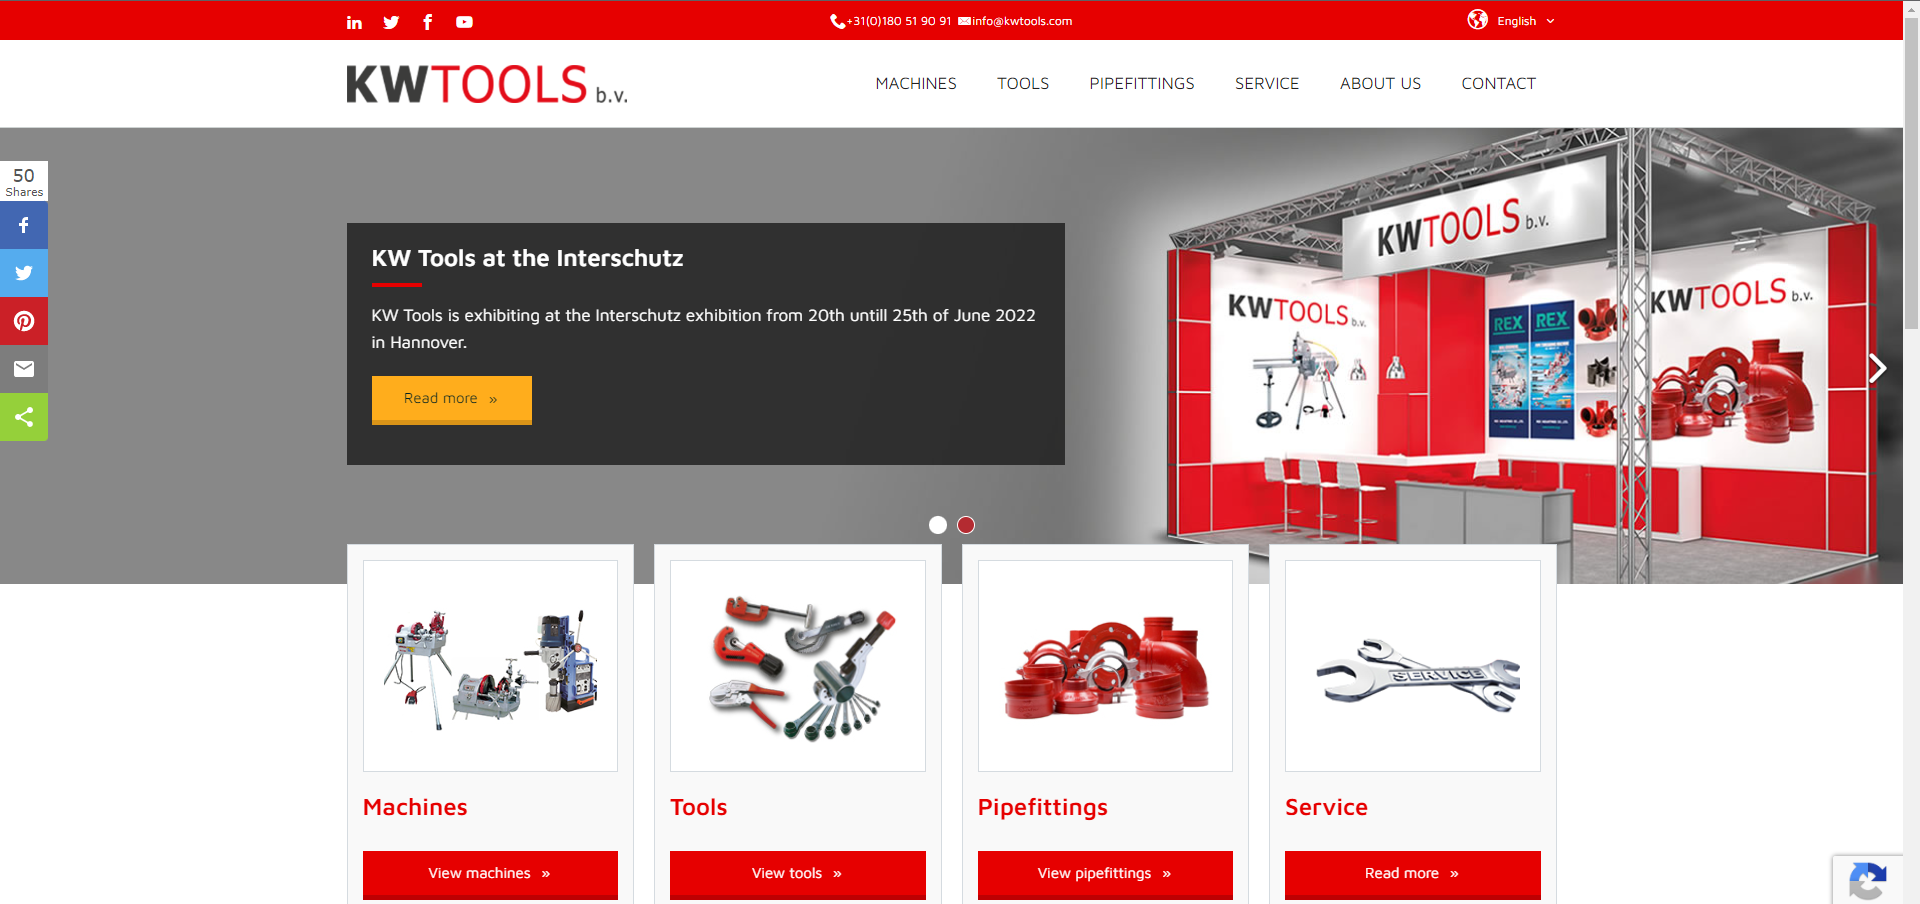 +31(0)180 51 90 91 info@kwtools.com English
KWTOOLS b.v.
MACHINES TOOLS PIPEFITTINGS SERVICE ABOUT US CONTACT
50
Shares
KW Tools at the Interschutz
KW Tools is exhibiting at the Interschutz exhibition from 20th untill 25th of June 2022
in Hannover.
Read more »
KWTOOLS b.v.
KWTOOLS b.v.
KWTOOLS b.v.
REX REX
SERVICE
Machines Tools Pipefittings Service
View machines » View tools » View pipefittings » Read more »